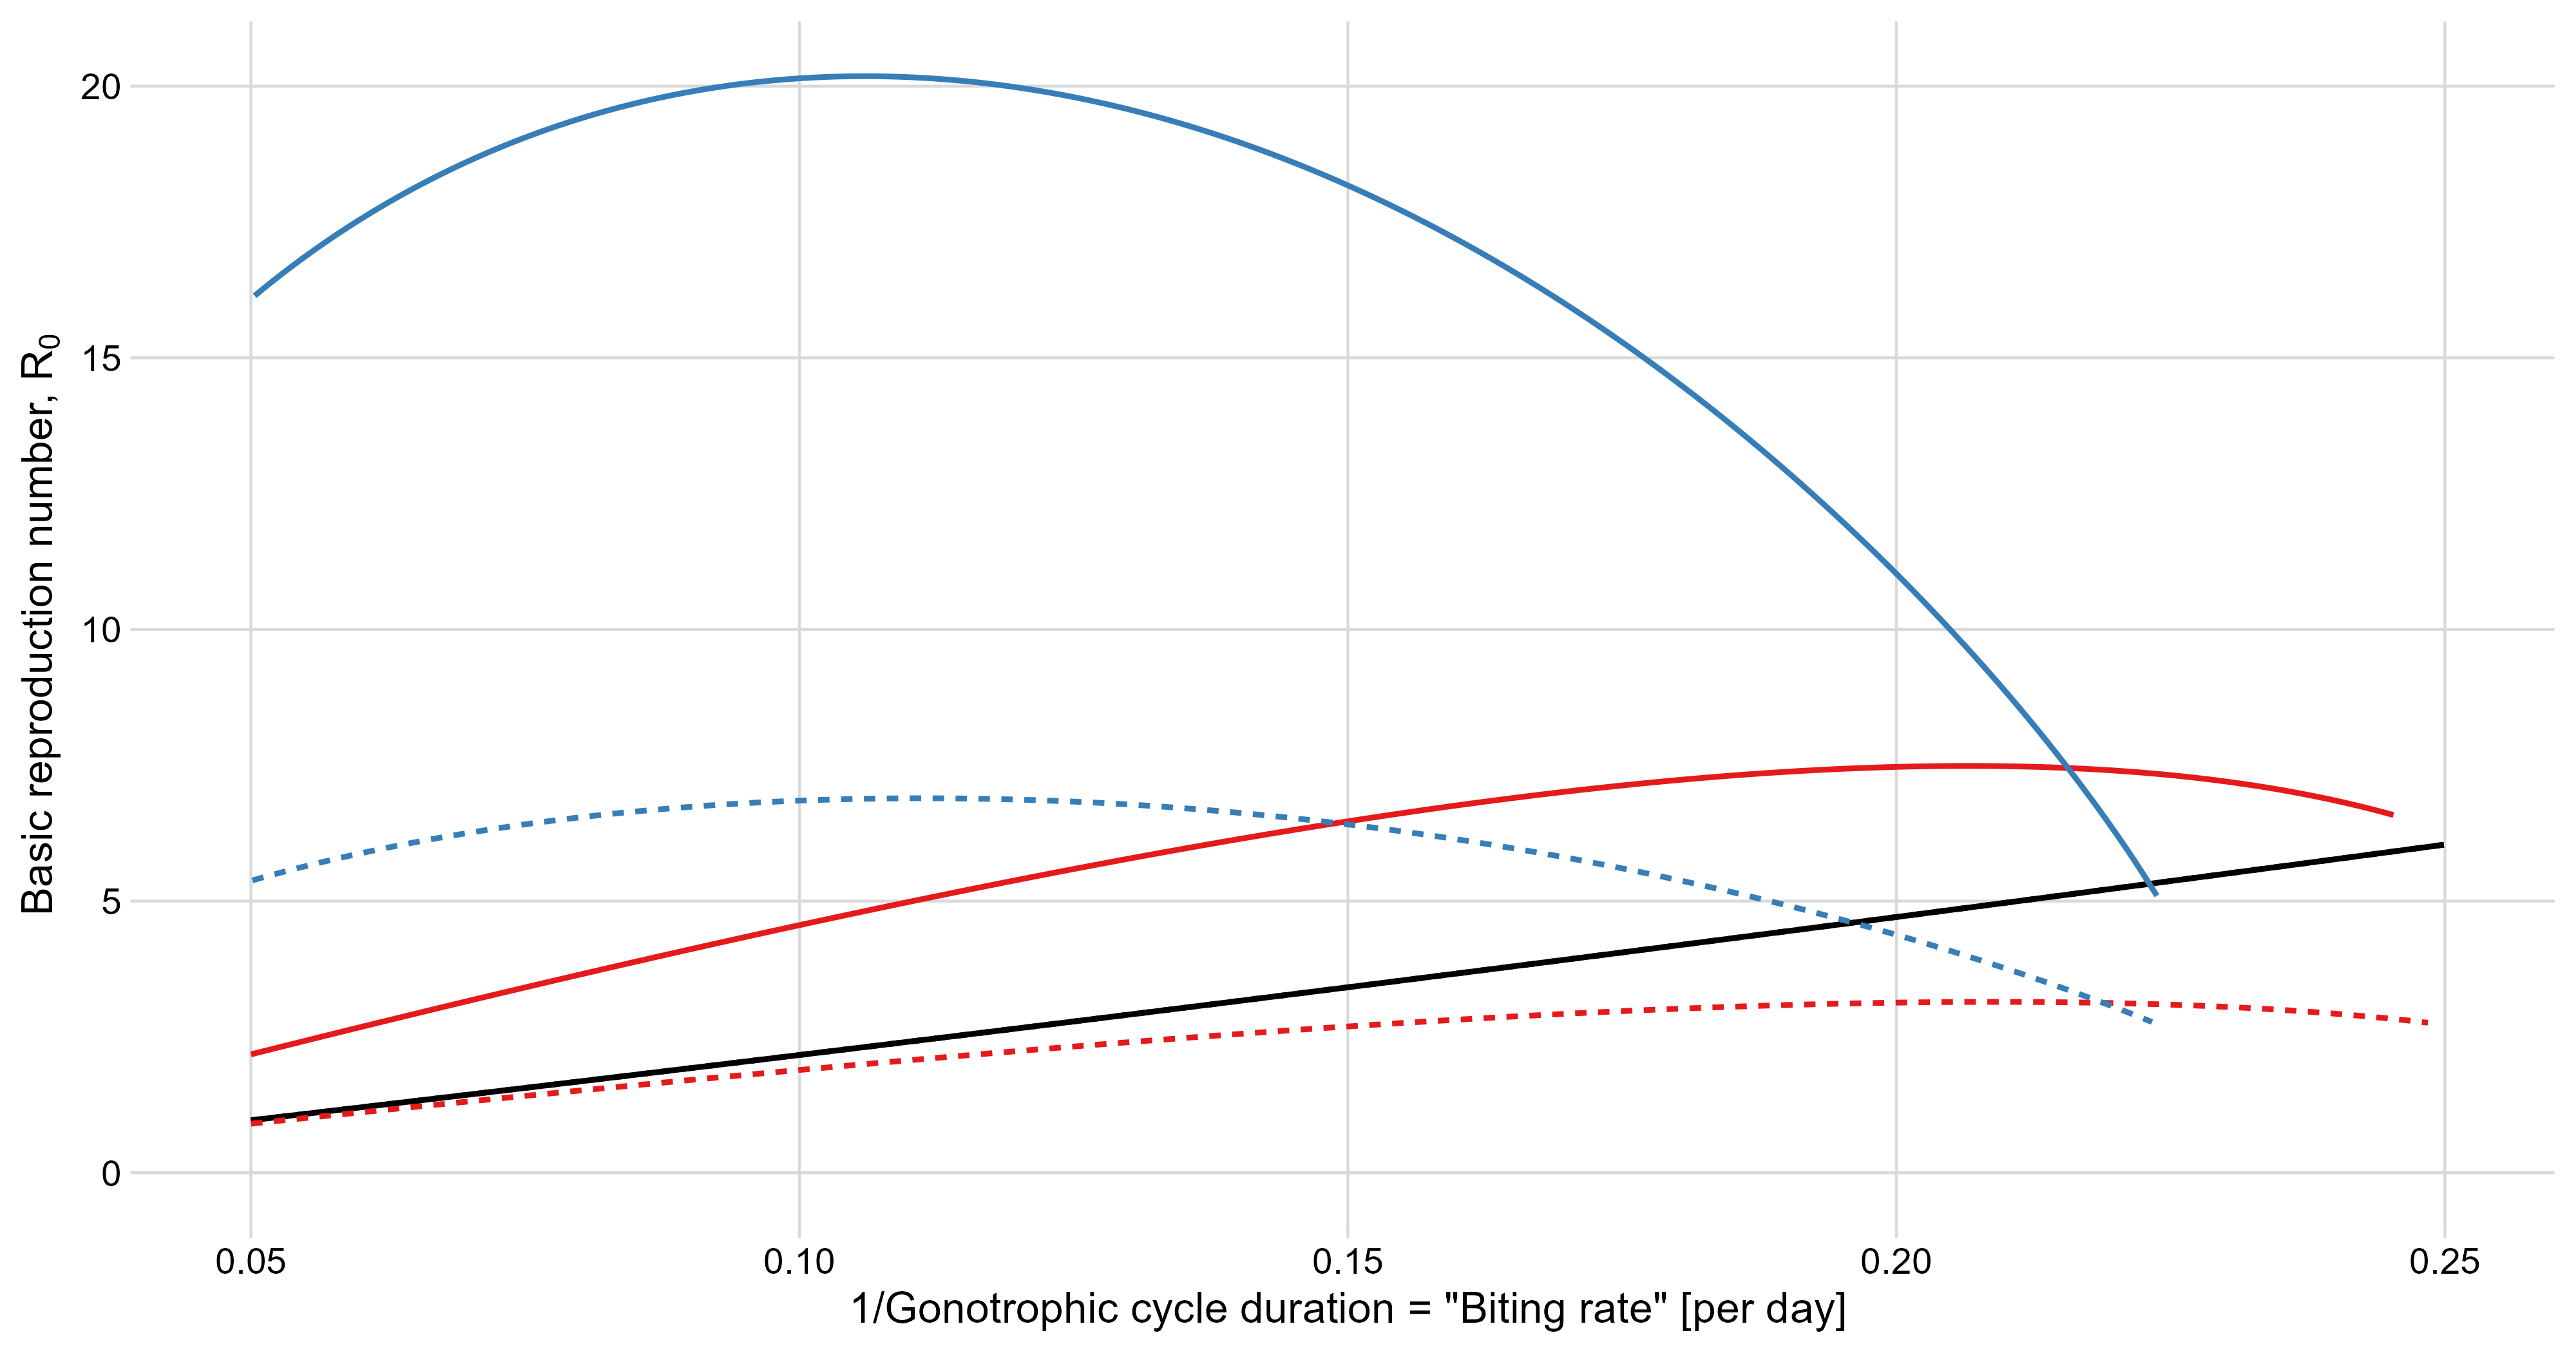 Basic reproduction number, R₀
20
15
10
5
0
0.05 0.10 0.15 0.20 0.25
1/Gonotrophic cycle duration = "Biting rate" [per day]